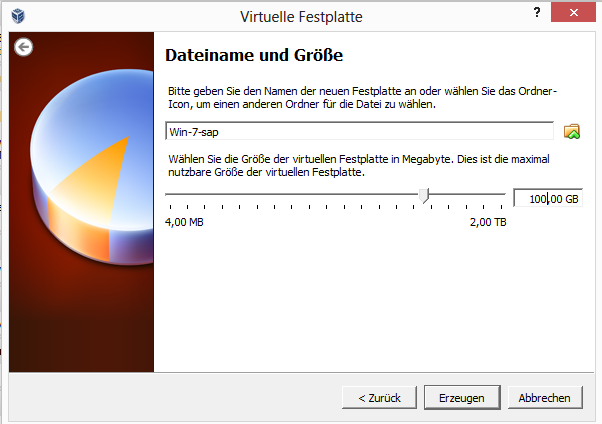 Virtuelle Festplatte
?
Dateiname und Größe
Bitte geben Sie den Namen der neuen Festplatte an oder wählen Sie das Ordner-
Icon, um einen anderen Ordner für die Datei zu wählen.
Win-7-sap
Wählen Sie die Größe der virtuellen Festplatte in Megabyte. Dies ist die maximal
nutzbare Größe der virtuellen Festplatte.
100,00 GB
4,00 MB
2,00 TB
< Zurück
Erzeugen
Abbrechen